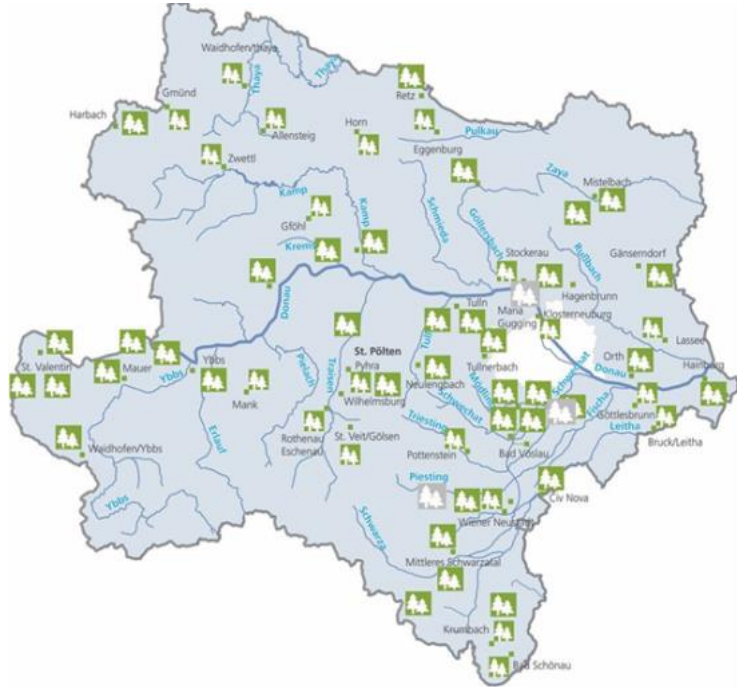 Waidhofen/thaya
Thaya
Thaya
Gmünd
Retz
Harbach
Allensteig
Horn
Pulkau
Eggenburg
Zwettl
Zaya
Mistelbach
Kamp
Kamp
Schmieda
Göllersbach
Gföhl
Krems
Rußbach
Stockerau
Gänserndorf
Donau
Hagenbrunn
Tulln
Maria
Gugging
Klosterneuburg
Lassee
St. Valentin
Mauer
Ybbs
Ybbs
St. Pölten
Pyhra
Tulln
Tullnerbach
Orth
Donau
Hainburg
Pielach
Traisen
Neulengbach
Mödling
Schwechat
Schwechat
Fischa
Mank
Wilhelmsburg
Göttlesbrunn
Leitha
Erlauf
Rothenau
Eschenau
St. Veit/Gölsen
Triesting
Bruck/Leitha
Waidhofen/Ybbs
Pottenstein
Bad Vöslau
Ybbs
Piesting
Civ Nova
Schwarza
Wiener Neustadt
Mittleres Schwarzatal
Krumbach
Bad Schönau